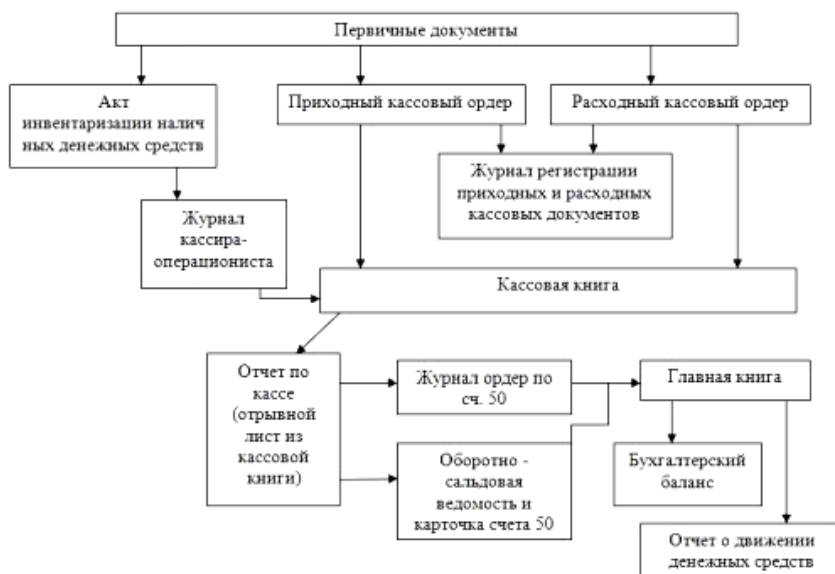 Первичные документы
Акт
инвентаризации налич
ных денежных средств
Приходный кассовый ордер
Расходный кассовый ордер
Журнал регистрации
приходных и расходных
кассовых документов
Журнал
кассира-
операциониста
Кассовая книга
Отчет по
кассе
(отрывной
лист из
кассовой
книги)
Журнал ордер по
сч. 50
Главная книга
Оборотно -
сальдовая
ведомость и
карточка счета 50
Бухгалтерский
баланс
Отчет о движении
денежных средств